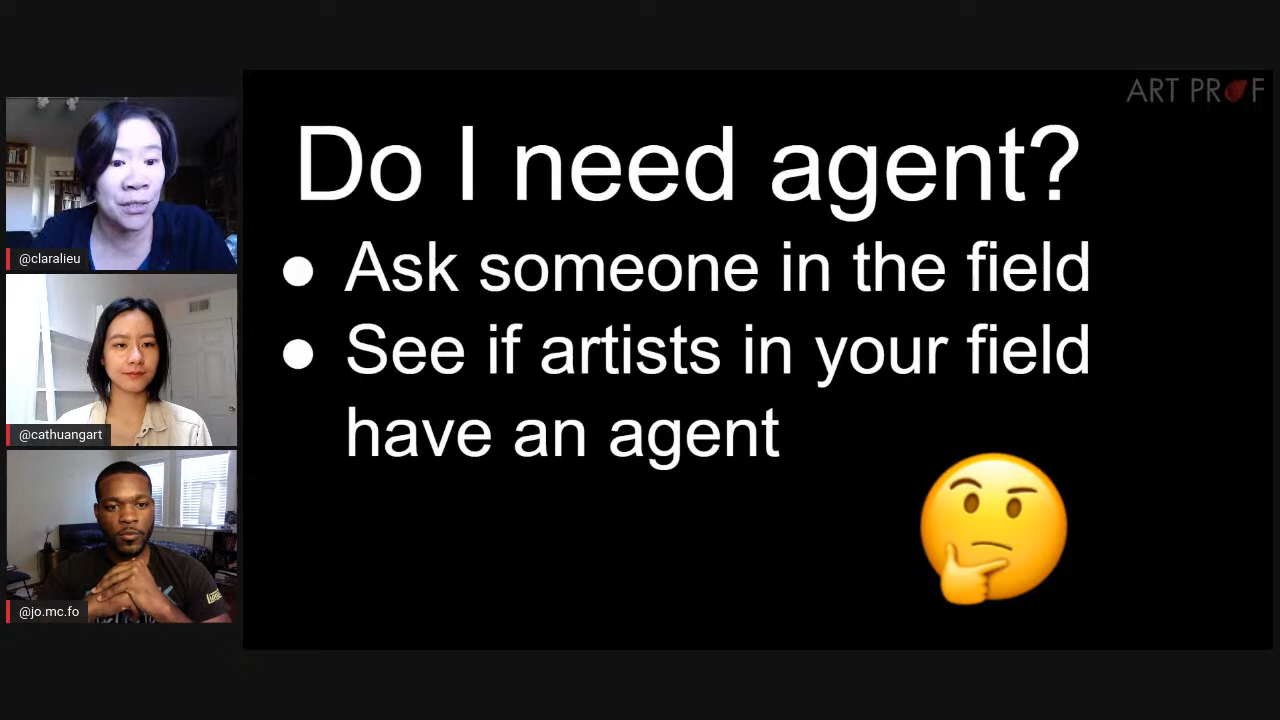 ART PROF
Do I need agent?
● Ask someone in the field
● See if artists in your field
have an agent
@claralieu
@cathuangart
@jo.mc.fo